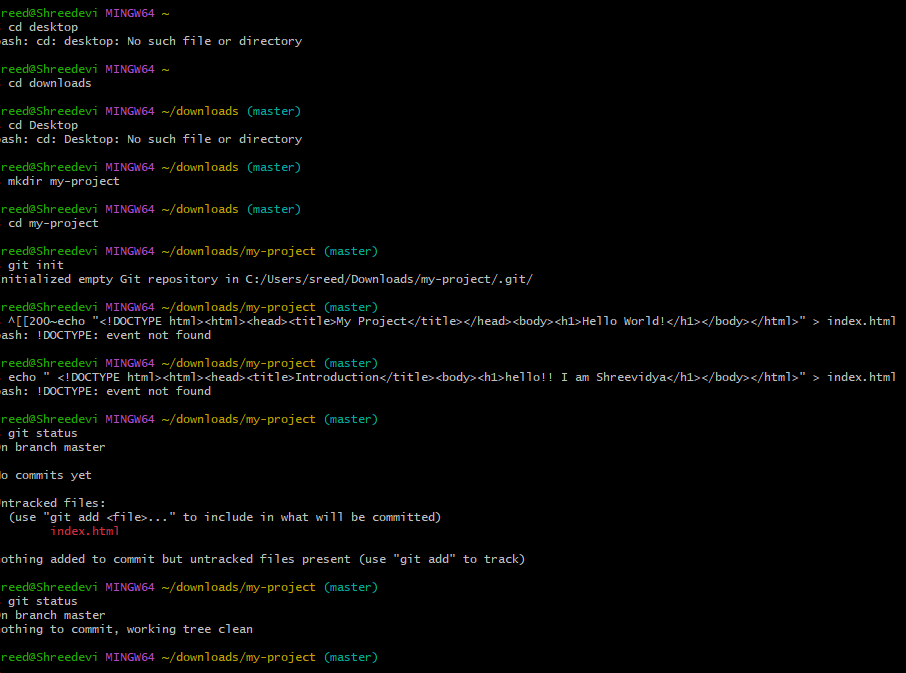 reed@Shreedevi MINGW64 ~
cd desktop
ash: cd: desktop: No such file or directory
reed@Shreedevi MINGW64 ~
cd downloads
reed@Shreedevi MINGW64 ~/downloads (master)
cd Desktop
ash: cd: Desktop: No such file or directory
reed@Shreedevi MINGW64 ~/downloads (master)
mkdir my-project
reed@Shreedevi MINGW64 ~/downloads (master)
cd my-project
reed@Shreedevi MINGW64 ~/downloads/my-project (master)
git init
nitialized empty Git repository in C:/Users/sreed/Downloads/my-project/.git/
reed@Shreedevi MINGW64 ~/downloads/my-project (master)
^[[200~echo "<!DOCTYPE html><html><head><title>My Project</title></head><body><h1>Hello World!</h1></body></html>" > index.html
ash: !DOCTYPE: event not found
reed@Shreedevi MINGW64 ~/downloads/my-project (master)
echo " <!DOCTYPE html><html><head><title>Introduction</title><body><h1>hello!! I am Shreevidya</h1></body></html>" > index.html
ash: !DOCTYPE: event not found
reed@Shreedevi MINGW64 ~/downloads/my-project (master)
git status
n branch master
o commits yet
ntracked files:
(use "git add <file>..." to include in what will be committed)
index.html
othing added to commit but untracked files present (use "git add" to track)
reed@Shreedevi MINGW64 ~/downloads/my-project (master)
git status
n branch master
othing to commit, working tree clean
reed@Shreedevi MINGW64 ~/downloads/my-project (master)